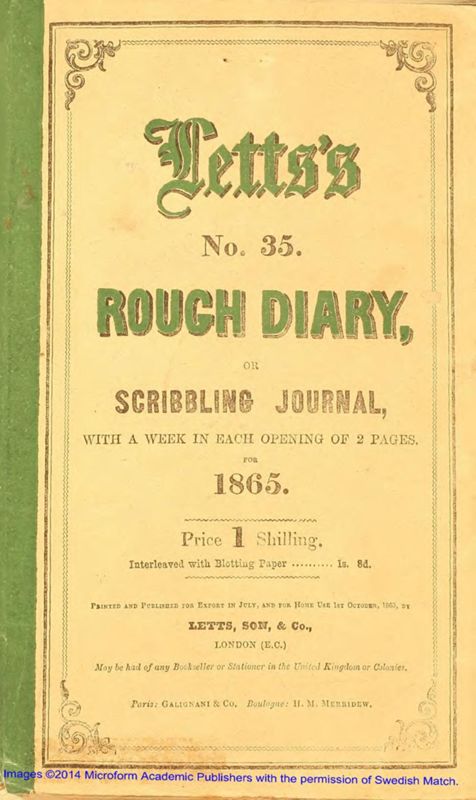 Letts's
No. 35.
ROUGH DIARY,
OR
SCRIBBLING JOURNAL,
WITH A WEEK IN EACH OPENING OF 2 PAGES.
FOR
1865.
Price 1 Shilling.
Interleaved with Blotting Paper .......... 1s. 8d.
PRINTED AND PUBLISHED FOR EXPORT IN JULY, AND FOR HOME USE 1ST OCTOBER, BY
LETTS, SON, & Co.,
LONDON (E.C.)
May be had of any Bookseller or Stationer in the United Kingdom or Colonies.
Paris: GALIGNANI & CO. Boulogne: H. M. MERRIDEW.
Images ©2014 Microform Academic Publishers with the permission of Swedish Match.